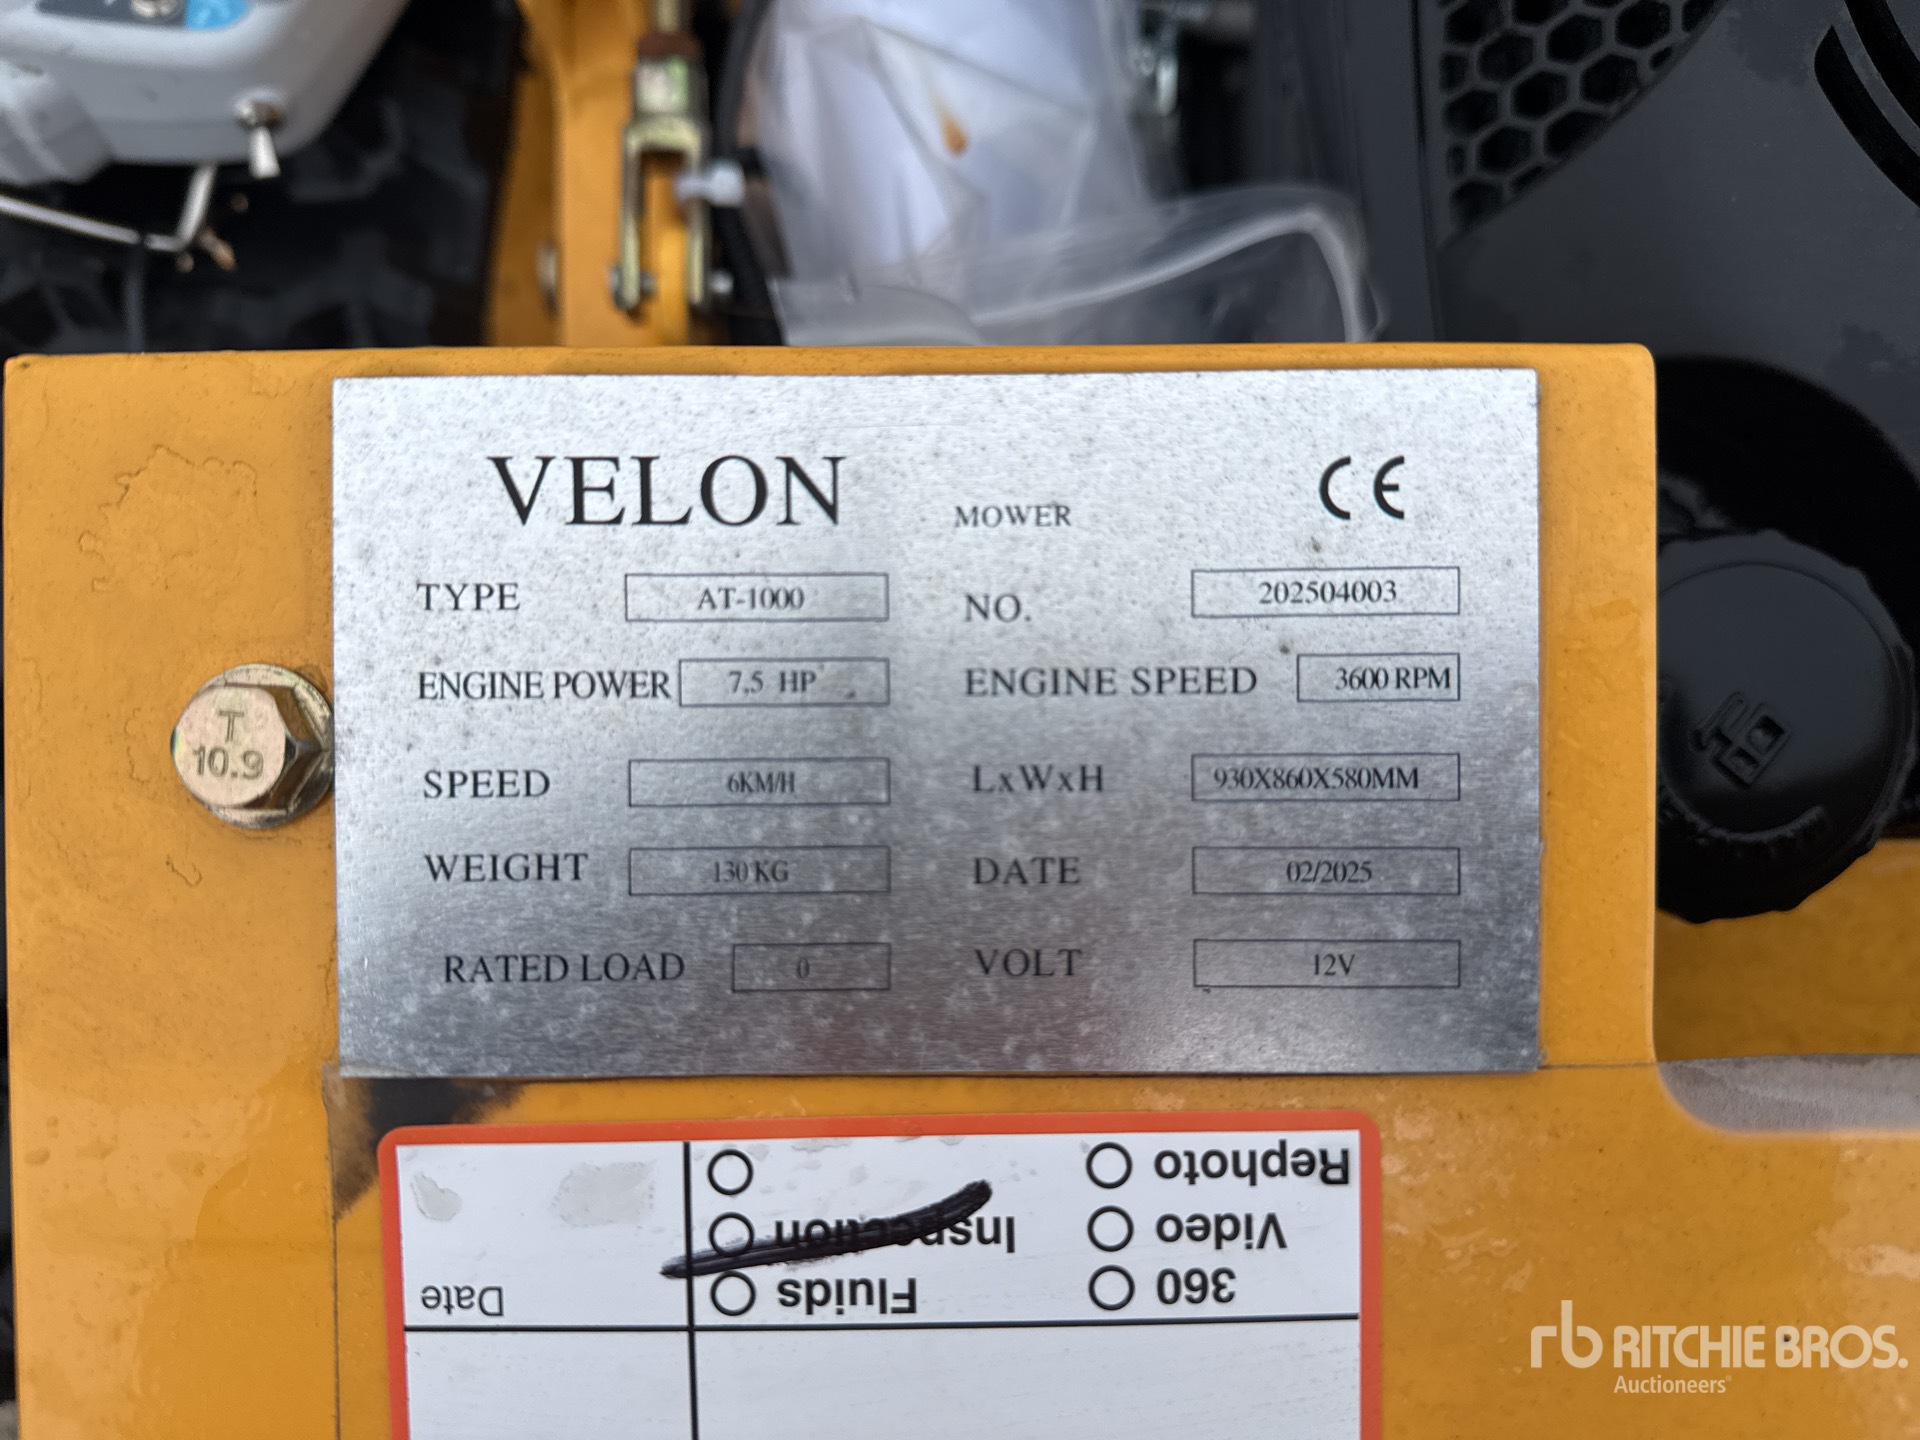 VELON MOWER CE
TYPE AT-1000 NO. 202504003
ENGINE POWER 7,5 HP ENGINE SPEED 3600 RPM
SPEED 6KM/H LxWxH 930X860X580MM
WEIGHT 130 KG DATE 02/2025
RATED LOAD 0 VOLT 12V
T
10.9
360 Fluids Date
Video Inspection
Rephoto
rb RITCHIE BROS.
Auctioneers